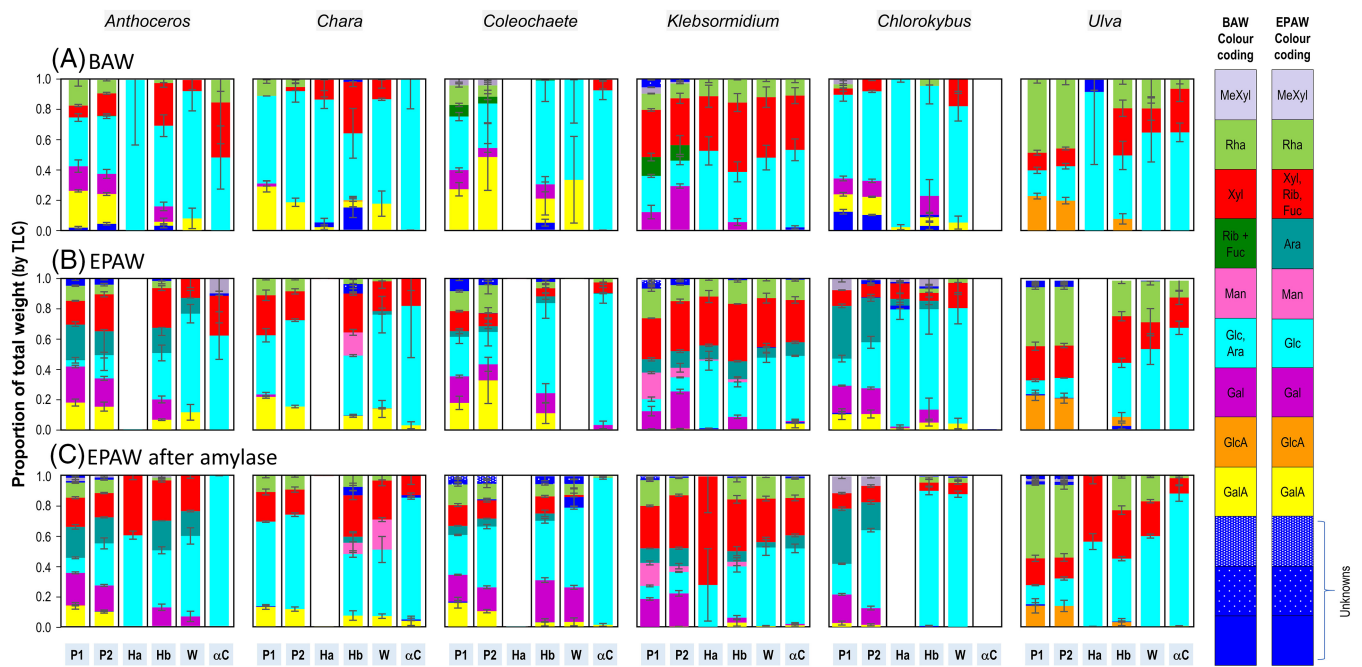 Anthoceros Chara Coleochaete Klebsormidium Chlorokybus Ulva
BAW
Colour
coding
EPAW
Colour
coding
(A) BAW
1.0
0.8
0.6
0.4
0.2
0.0
(B) EPAW
1.0
0.8
0.6
0.4
0.2
0.0
(C) EPAW after amylase
1.0
0.8
0.6
0.4
0.2
0.0
Proportion of total weight (by TLC)
P1 P2 Ha Hb W αC P1 P2 Ha Hb W αC P1 P2 Ha Hb W αC P1 P2 Ha Hb W αC P1 P2 Ha Hb W αC P1 P2 Ha Hb W αC
MeXyl
Rha
Xyl
Rib +
Fuc
Man
Glc,
Ara
Gal
GlcA
GalA
MeXyl
Rha
Xyl,
Rib,
Fuc
Ara
Man
Glc
Gal
GlcA
GalA
Unknowns